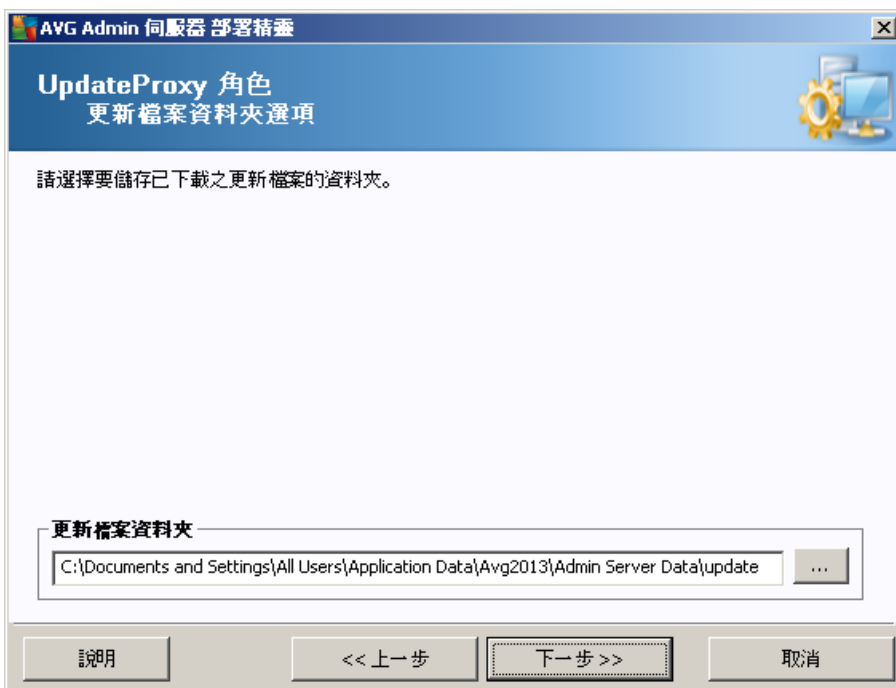 AVG Admin 伺服器 部署精靈
UpdateProxy 角色
更新檔案資料夾選項
請選擇要儲存已下載之更新檔案的資料夾。
更新檔案資料夾
C:\Documents and Settings\All Users\Application Data\Avg2013\Admin Server Data\update
...
說明
<< 上一步
下一步 >>
取消